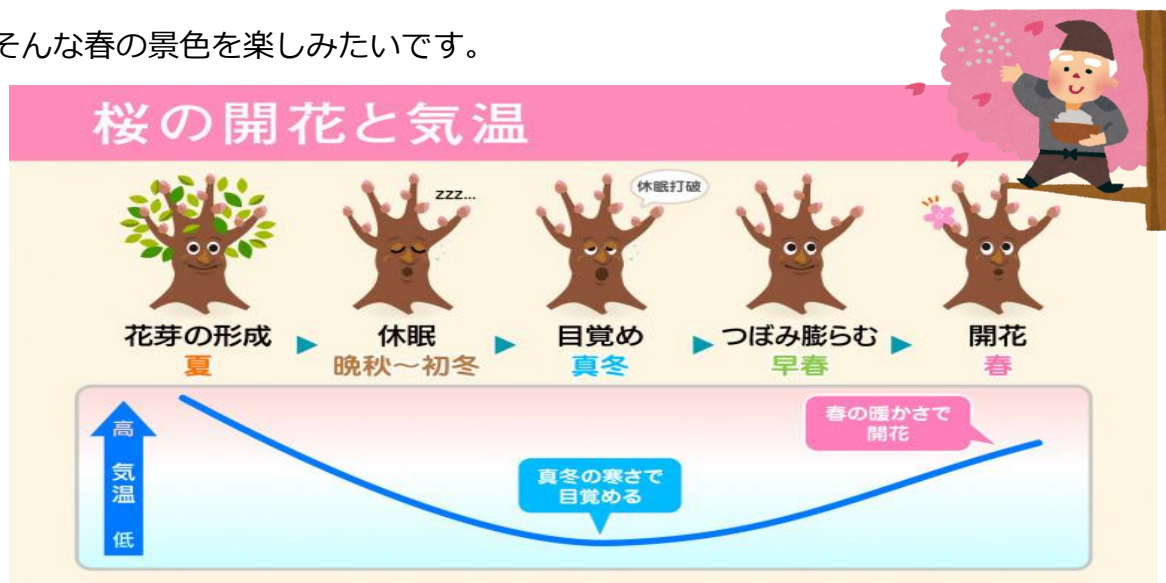 そんな春の景色を楽しみたいです。
桜の開花と気温
zzz...
休眠打破
花芽の形成
夏
休眠
晩秋～初冬
目覚め
真冬
つぼみ膨らむ
早春
開花
春
高
気温
低
真冬の寒さで
目覚める
春の暖かさで
開花